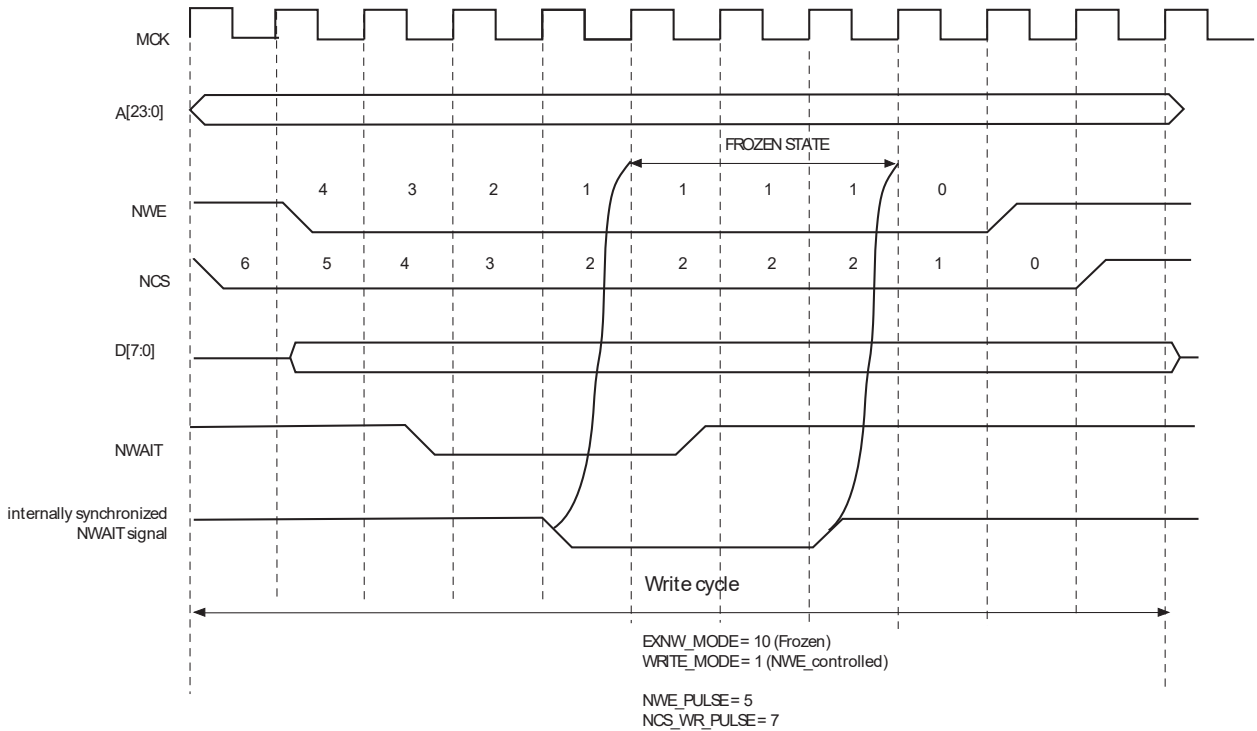 MCK
A[23:0]
FROZEN STATE
4 3 2 1 1 1 1 0
NWE
6 5 4 3 2 2 2 2 1 0
NCS
D[7:0]
NWAIT
internally synchronized
NWAIT signal
Write cycle
EXNW_MODE = 10 (Frozen)
WRITE_MODE = 1 (NWE_controlled)
NWE_PULSE = 5
NCS_WR_PULSE = 7